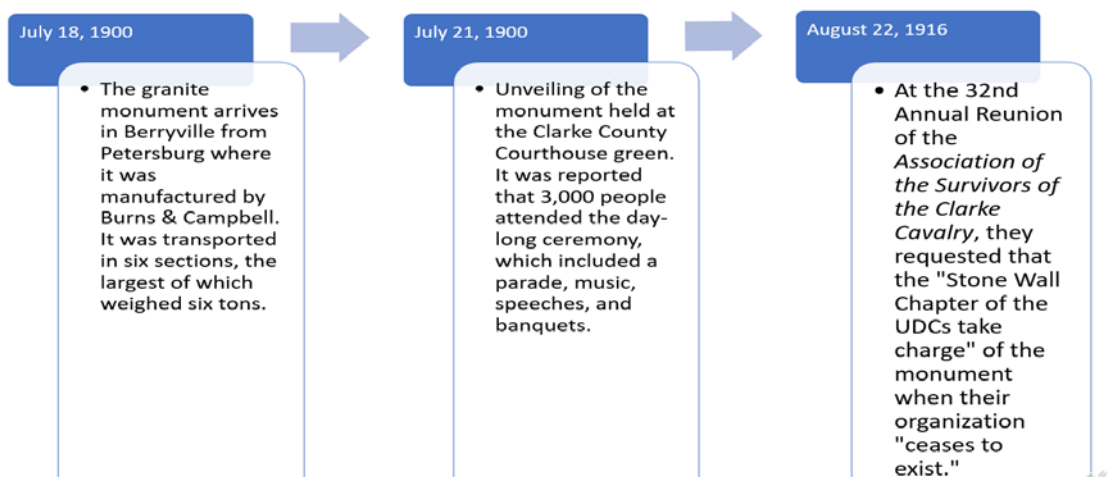 July 18, 1900
• The granite
monument arrives
in Berryville from
Petersburg where
it was
manufactured by
Burns & Campbell.
It was transported
in six sections, the
largest of which
weighed six tons.
July 21, 1900
• Unveiling of the
monument held at
the Clarke County
Courthouse green.
It was reported
that 3,000 people
attended the day-
long ceremony,
which included a
parade, music,
speeches, and
banquets.
August 22, 1916
• At the 32nd
Annual Reunion
of the
Association of
the Survivors of
the Clarke
Cavalry, they
requested that
the "Stone Wall
Chapter of the
UDCs take
charge" of the
monument
when their
organization
"ceases to
exist."